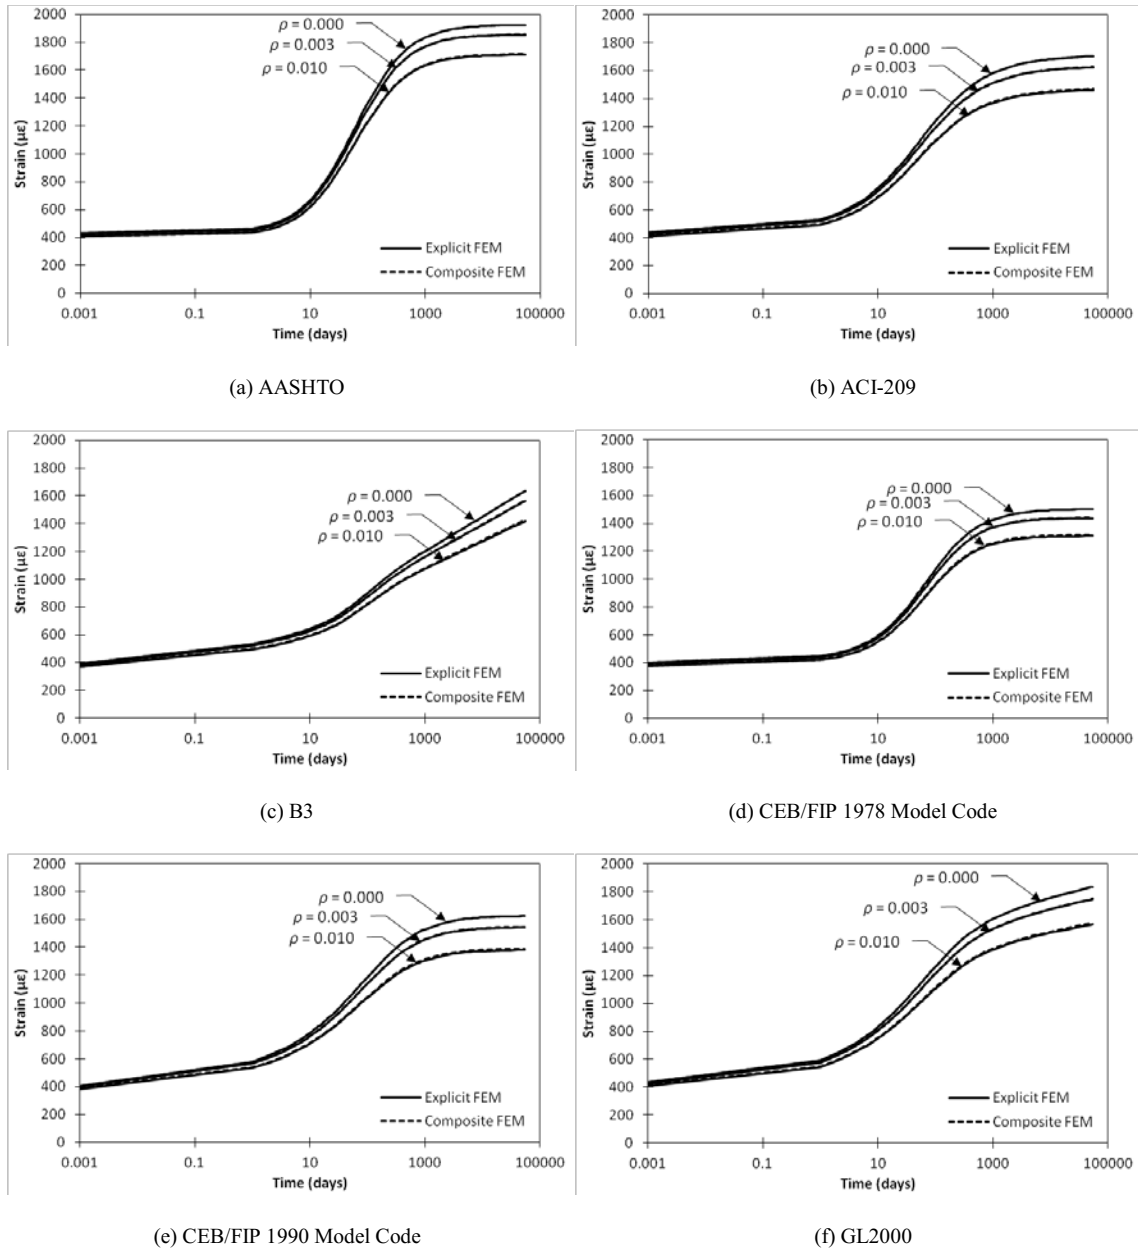 2000
1800
1600
1400
1200
1000
800
600
400
200
0
Strain (με)
ρ = 0.000
ρ = 0.003
ρ = 0.010
Explicit FEM
Composite FEM
0.001 0.1 10 1000 100000
Time (days)
(a) AASHTO
2000
1800
1600
1400
1200
1000
800
600
400
200
0
Strain (με)
ρ = 0.000
ρ = 0.003
ρ = 0.010
Explicit FEM
Composite FEM
0.001 0.1 10 1000 100000
Time (days)
(b) ACI-209
2000
1800
1600
1400
1200
1000
800
600
400
200
0
Strain (με)
ρ = 0.000
ρ = 0.003
ρ = 0.010
Explicit FEM
Composite FEM
0.001 0.1 10 1000 100000
Time (days)
(c) B3
2000
1800
1600
1400
1200
1000
800
600
400
200
0
Strain (με)
ρ = 0.000
ρ = 0.003
ρ = 0.010
Explicit FEM
Composite FEM
0.001 0.1 10 1000 100000
Time (days)
(d) CEB/FIP 1978 Model Code
2000
1800
1600
1400
1200
1000
800
600
400
200
0
Strain (με)
ρ = 0.000
ρ = 0.003
ρ = 0.010
Explicit FEM
Composite FEM
0.001 0.1 10 1000 100000
Time (days)
(e) CEB/FIP 1990 Model Code
2000
1800
1600
1400
1200
1000
800
600
400
200
0
Strain (με)
ρ = 0.000
ρ = 0.003
ρ = 0.010
Explicit FEM
Composite FEM
0.001 0.1 10 1000 100000
Time (days)
(f) GL2000